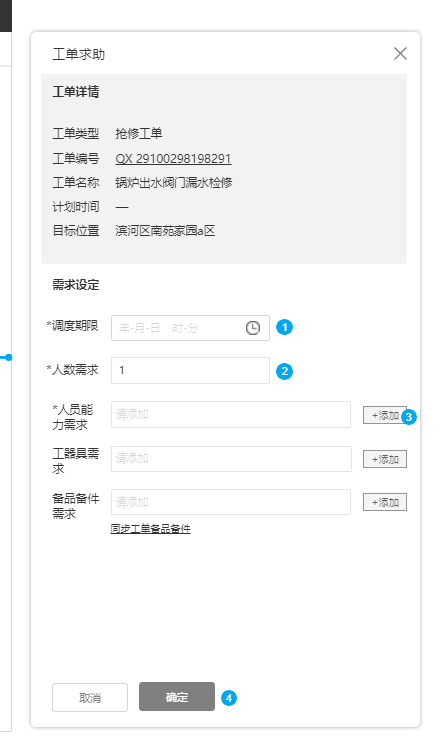 工单求助
工单详情
工单类型 抢修工单
工单编号 QX 29100298198291
工单名称 锅炉出水阀门漏水检修
计划时间 —
目标位置 滨河区南苑家园a区
需求设定
*调度期限 年-月-日 时-分 1
*人数需求 1 2
*人员能
力需求 请添加 +添加 3
工器具需
求 请添加 +添加
备品备件
需求 请添加 +添加
同步工单备品备件
取消 确定 4